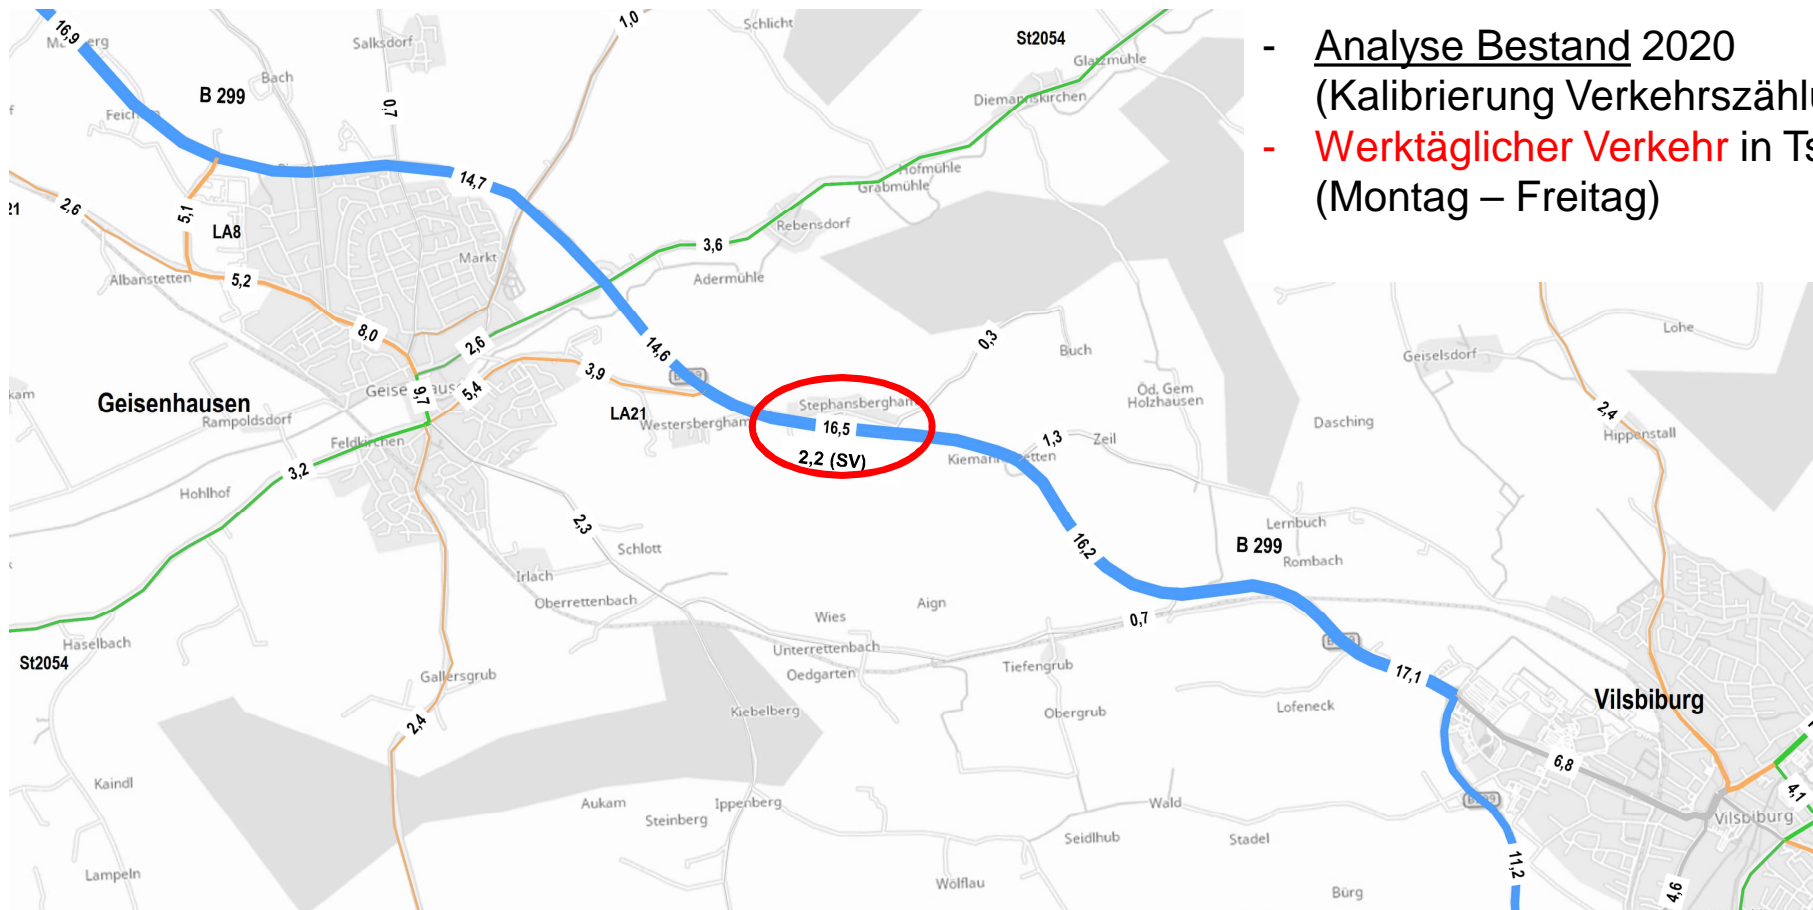 - Analyse Bestand 2020
(Kalibrierung
- Werktäglicher Verkehr in
(Montag – Freitag)
16,9
B 299
Salksdorf
Bach
0,7
1,0
Schlicht
St2054
Glatzmühle
Diemannskirchen
Hofmühle
Grabmühle
Rebensdorf
3,6
Adermühle
14,7
Markt
2,6
5,1
LA8
Albanstetten
5,2
8,0
2,6
9,7
5,4
3,9
14,6
Geisenhausen
Rampoldsdorf
Feldkirchen
3,2
Hohlhof
LA21
Westersbergham
Stephansbergham
16,5
2,2 (SV)
0,3
Buch
Öd. Gem
Holzhausen
1,3
Zeil
16,2
Dasching
Geiselsdorf
Lohe
2,4
Hippenstall
Lernbuch
B 299
Rombach
2,3
Schlott
Irlach
Oberrettenbach
Wies
Aign
0,7
Unterrettenbach
Oedgarten
Tiefengrub
Haselbach
St2054
Gallersgrub
2,4
Kiebelberg
Obergrub
Lofeneck
17,1
Vilsbiburg
6,8
4,1
Vilsbiburg
Kaindl
Aukam
Steinberg
Ippenberg
Wald
Seidlhub
Stadel
11,2
4,6
Lampeln
Wölflau
Bürg